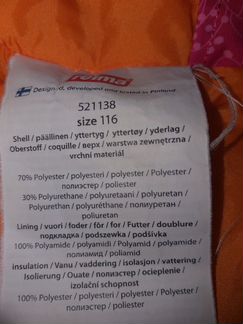 reima
Designed, developed and tested in Finland
521138
size 116
Shell / päällinen / yttertyg / yttertøy / yderlag /
Oberstoff / coquille / верх / warstwa zewnętrzna /
vrchní materiál
70% Polyester / polyesteri / polyester / Polyester /
полиэстер / poliester
30% Polyurethane / polyuretaani / polyuretan /
Polyurethan / polyuréthane / полиуретан /
poliuretan
Lining / vuori / foder / fôr / for / Futter / doublure /
подкладка / podszewka / podšívka
100% Polyamide / polyamidi / Polyamid / polyamide /
полиамид / poliamid
insulation / Vanu / vaddering / isolasjon / vattering /
Isolierung / Ouate / полиэстер / ocieplenie /
izolační schopnost
100% Polyester / polyesteri / polyester / Polyester /
полиэстер / poliester